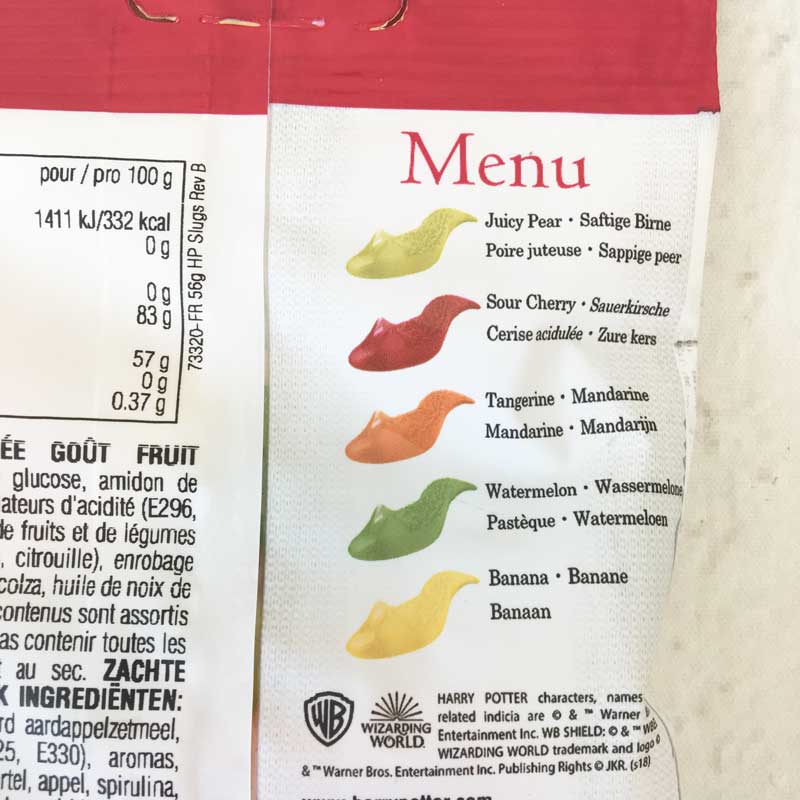 pour / pro 100 g
1411 kJ/332 kcal
0 g
0 g
83 g
57 g
0 g
0.37 g
73320-FR 56g HP Slugs Rev B
ÉE GOÛT FRUIT
glucose, amidon de
ateurs d'acidité (E296,
de fruits et de légumes
, citrouille), enrobage
colza, huile de noix de
contenus sont assortis
as contenir toutes les
au sec. ZACHTE
K INGREDIËNTEN:
rd aardappelzetmeel,
25, E330), aromas,
rtel, appel, spirulina,
Menu
Juicy Pear • Saftige Birne
Poire juteuse • Sappige peer
Sour Cherry • Sauerkirsche
Cerise acidulée • Zure kers
Tangerine • Mandarine
Mandarine • Mandarijn
Watermelon • Wassermelone
Pastèque • Watermeloen
Banana • Banane
Banaan
WB
WIZARDING
WORLD
HARRY POTTER characters, names
related indicia are © & ™ Warner
Entertainment Inc. WB SHIELD: © & ™ WB
WIZARDING WORLD trademark and logo ©
& ™ Warner Bros. Entertainment Inc. Publishing Rights © JKR. (s18)
www.harrypotter.com